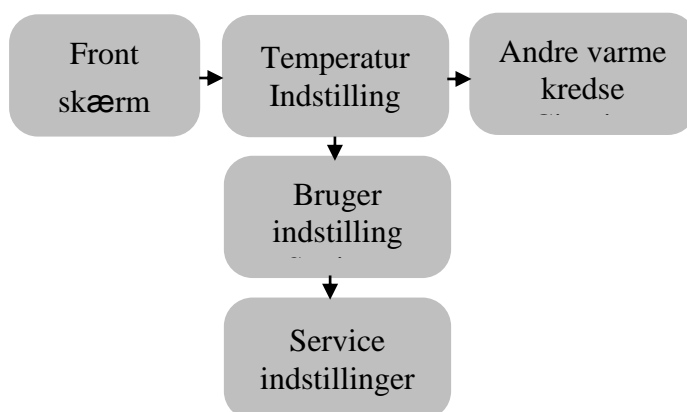 Front
skærm
Temperatur
Indstilling
Andre varme
kredse
Bruger
indstilling
Service
indstillinger